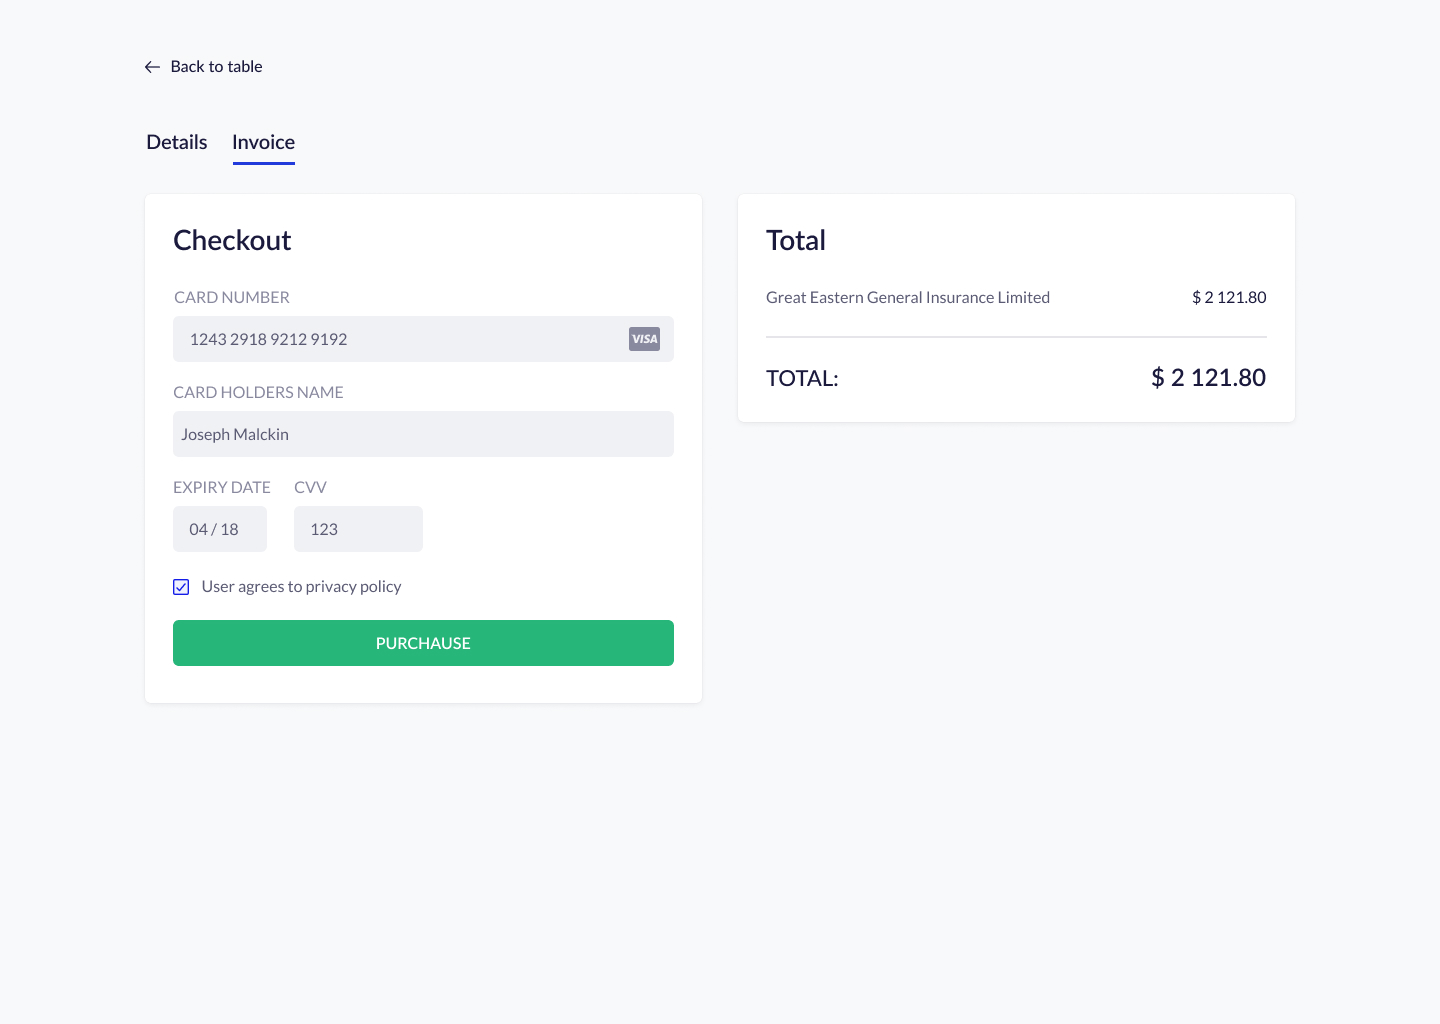 Back to table
Details Invoice
Checkout
CARD NUMBER
1243 2918 9212 9192 VISA
CARD HOLDERS NAME
Joseph Malckin
EXPIRY DATE CVV
04 / 18 123
User agrees to privacy policy
PURCHAUSE
Total
Great Eastern General Insurance Limited $ 2 121.80
TOTAL: $ 2 121.80